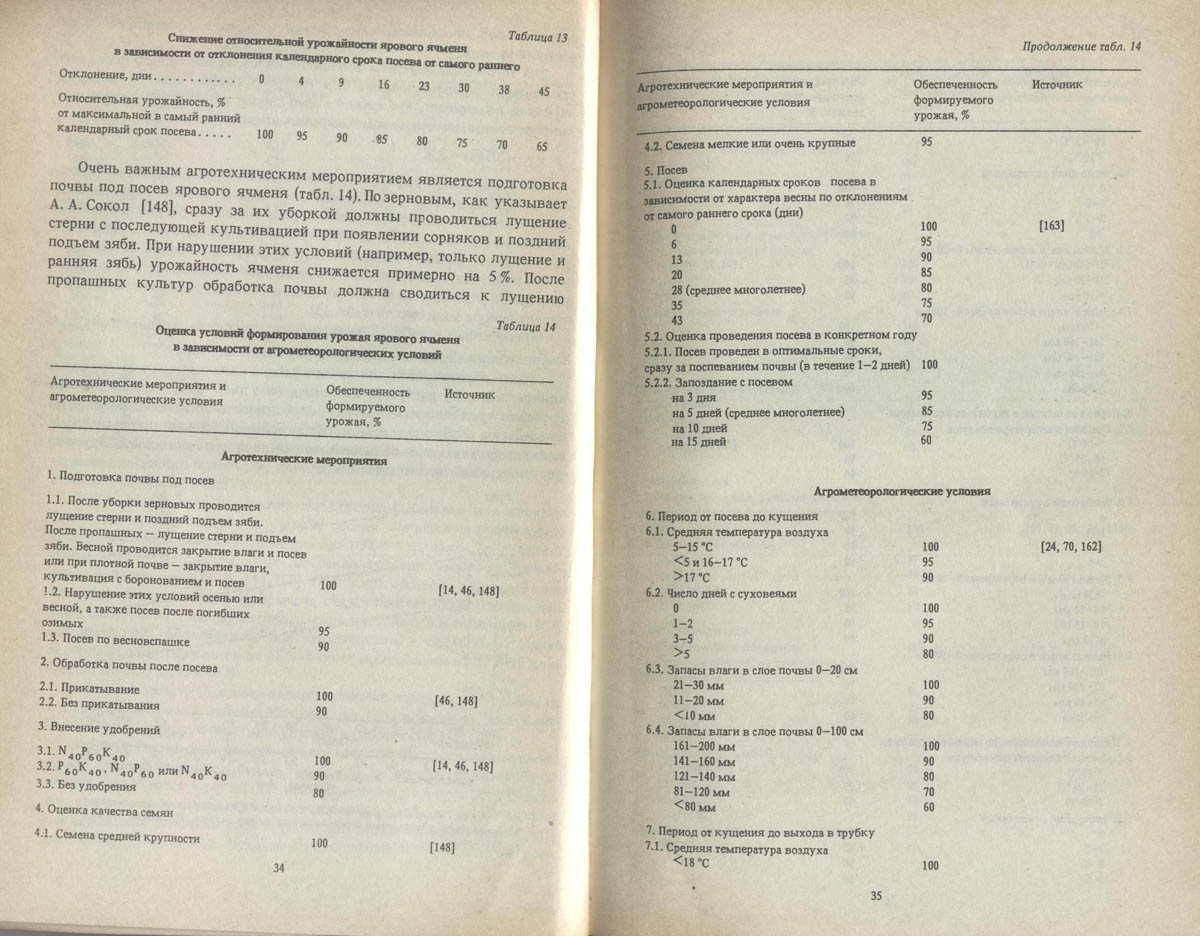 Таблица 13
Снижение относительной урожайности ярового ячменя
в зависимости от отклонения календарного срока посева от самого раннего
Отклонение, дни . . . . . . . . . . . . 0 4 9 16 23 30 38 45
Относительная урожайность, %
от максимальной в самый ранний
календарный срок посева . . . . . 100 95 90 85 80 75 70 65
Очень важным агротехническим мероприятием является подготовка
почвы под посев ярового ячменя (табл. 14). По зерновым, как указывает
А. А. Сокол [148], сразу за их уборкой должны проводиться лущение
стерни с последующей культивацией при появлении сорняков и поздний
подъем зяби. При нарушении этих условий (например, только лущение и
ранняя зябь) урожайность ячменя снижается примерно на 5 %. После
пропашных культур обработка почвы должна сводиться к лущению
Таблица 14
Оценка условий формирования урожая ярового ячменя
в зависимости от агрометеорологических условий
Агротехнические мероприятия и Обеспеченность Источник
агрометеорологические условия формируемого
урожая, %
Агротехнические мероприятия
1. Подготовка почвы под посев
1.1. После уборки зерновых проводится
лущение стерни и поздний подъем зяби.
После пропашных — лущение стерни и подъем
зяби. Весной проводится закрытие влаги и посев
или при плотной почве — закрытие влаги,
культивация с боронованием и посев 100 [14, 46, 148]
1.2. Нарушение этих условий осенью или
весной, а также посев после погибших
озимых 95
1.3. Посев по весновспашке 90
2. Обработка почвы после посева
2.1. Прикатывание 100 [46, 148]
2.2. Без прикатывания 90
3. Внесение удобрений
3.1. N40P60K40 100 [14, 46, 148]
3.2. P60K40, N40P60 или N40K40 90
3.3. Без удобрения 80
4. Оценка качества семян
4.1. Семена средней крупности 100 [148]
34
Продолжение табл. 14
Агротехнические мероприятия и Обеспеченность Источник
агрометеорологические условия формируемого
урожая, %
4.2. Семена мелкие или очень крупные 95
5. Посев
5.1. Оценка календарных сроков посева в
зависимости от характера весны по отклонениям
от самого раннего срока (дни)
0 100 [163]
6 95
13 90
20 85
28 (среднее многолетнее) 80
35 75
43 70
5.2. Оценка проведения посева в конкретном году
5.2.1. Посев проведен в оптимальные сроки,
сразу за поспеванием почвы (в течение 1—2 дней) 100
5.2.2. Запоздание с посевом
на 3 дня 95
на 5 дней (среднее многолетнее) 85
на 10 дней 75
на 15 дней 60
Агрометеорологические условия
6. Период от посева до кущения
6.1. Средняя температура воздуха
5—15 °C 100 [24, 70, 162]
<5 и 16—17 °C 95
>17 °C 90
6.2. Число дней с суховеями
0 100
1—2 95
3—5 90
>5 80
6.3. Запасы влаги в слое почвы 0—20 см
21—30 мм 100
11—20 мм 90
<10 мм 80
6.4. Запасы влаги в слое почвы 0—100 см
161—200 мм 100
141—160 мм 90
121—140 мм 80
81—120 мм 70
<80 мм 60
7. Период от кущения до выхода в трубку
7.1. Средняя температура воздуха
<18 °C 100
35